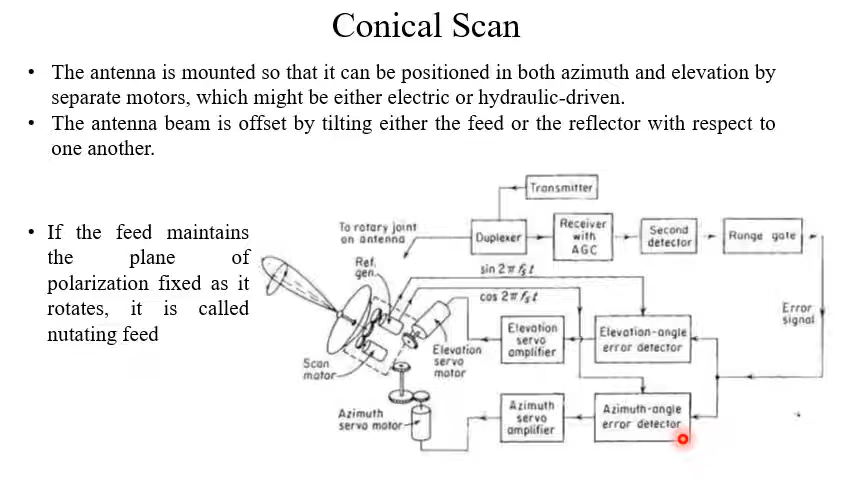 Conical Scan
• The antenna is mounted so that it can be positioned in both azimuth and elevation by
separate motors, which might be either electric or hydraulic-driven.
• The antenna beam is offset by tilting either the feed or the reflector with respect to
one another.
• If the feed maintains
the plane of
polarization fixed as it
rotates, it is called
nutating feed
Transmitter
To rotary joint
on antenna
Duplexer
Receiver
with
AGC
Second
detector
Range gate
Ref.
gen.
sin 2π fₛt
cos 2π fₛt
Error
signal
Elevation
servo
motor
Elevation
servo
amplifier
Elevation-angle
error detector
Scan
motor
Azimuth
servo motor
Azimuth
servo
amplifier
Azimuth-angle
error detector